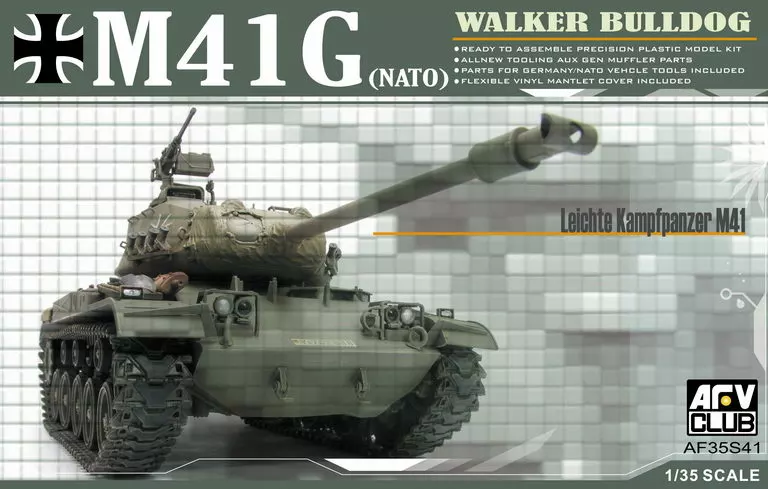 M41G (NATO)
WALKER BULLDOG
• READY TO ASSEMBLE PRECISION PLASTIC MODEL KIT
• ALLNEW TOOLING AUX GEN MUFFLER PARTS
• PARTS FOR GERMANY/NATO VEHCLE TOOLS INCLUDED
• FLEXIBLE VINYL MANTLET COVER INCLUDED
Leichte Kampfpanzer M41
AFV
CLUB
AF35S41
1/35 SCALE